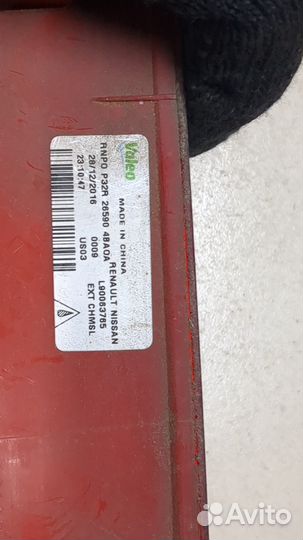 Valeo
MADE IN CHINA
RENAULT NISSAN
RNPO P32R 26590 4BA0A
0009 L90083765
28/12/2016
US03 EXT CHMSL
23:10:47
Avito